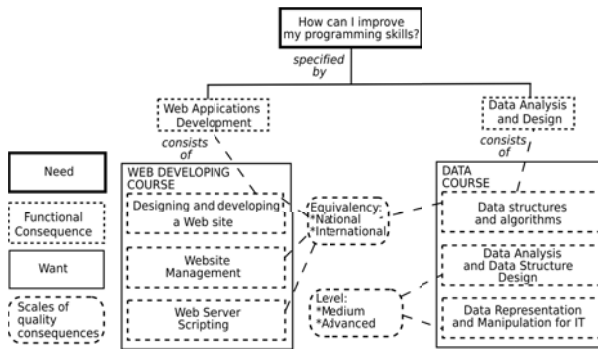 How can I improve
my programming skills?
specified
by
Web Applications
Development
Data Analysis
and Design
consists
of
consists
of
Need
Functional
Consequence
Want
Scales of
quality
consequences
WEB DEVELOPING
COURSE
Designing and developing
a Web site
Website
Management
Web Server
Scripting
Equivalency:
*National
*International
Level:
*Medium
*Advanced
DATA
COURSE
Data structures
and algorithms
Data Analysis
and Data Structure
Design
Data Representation
and Manipulation for IT